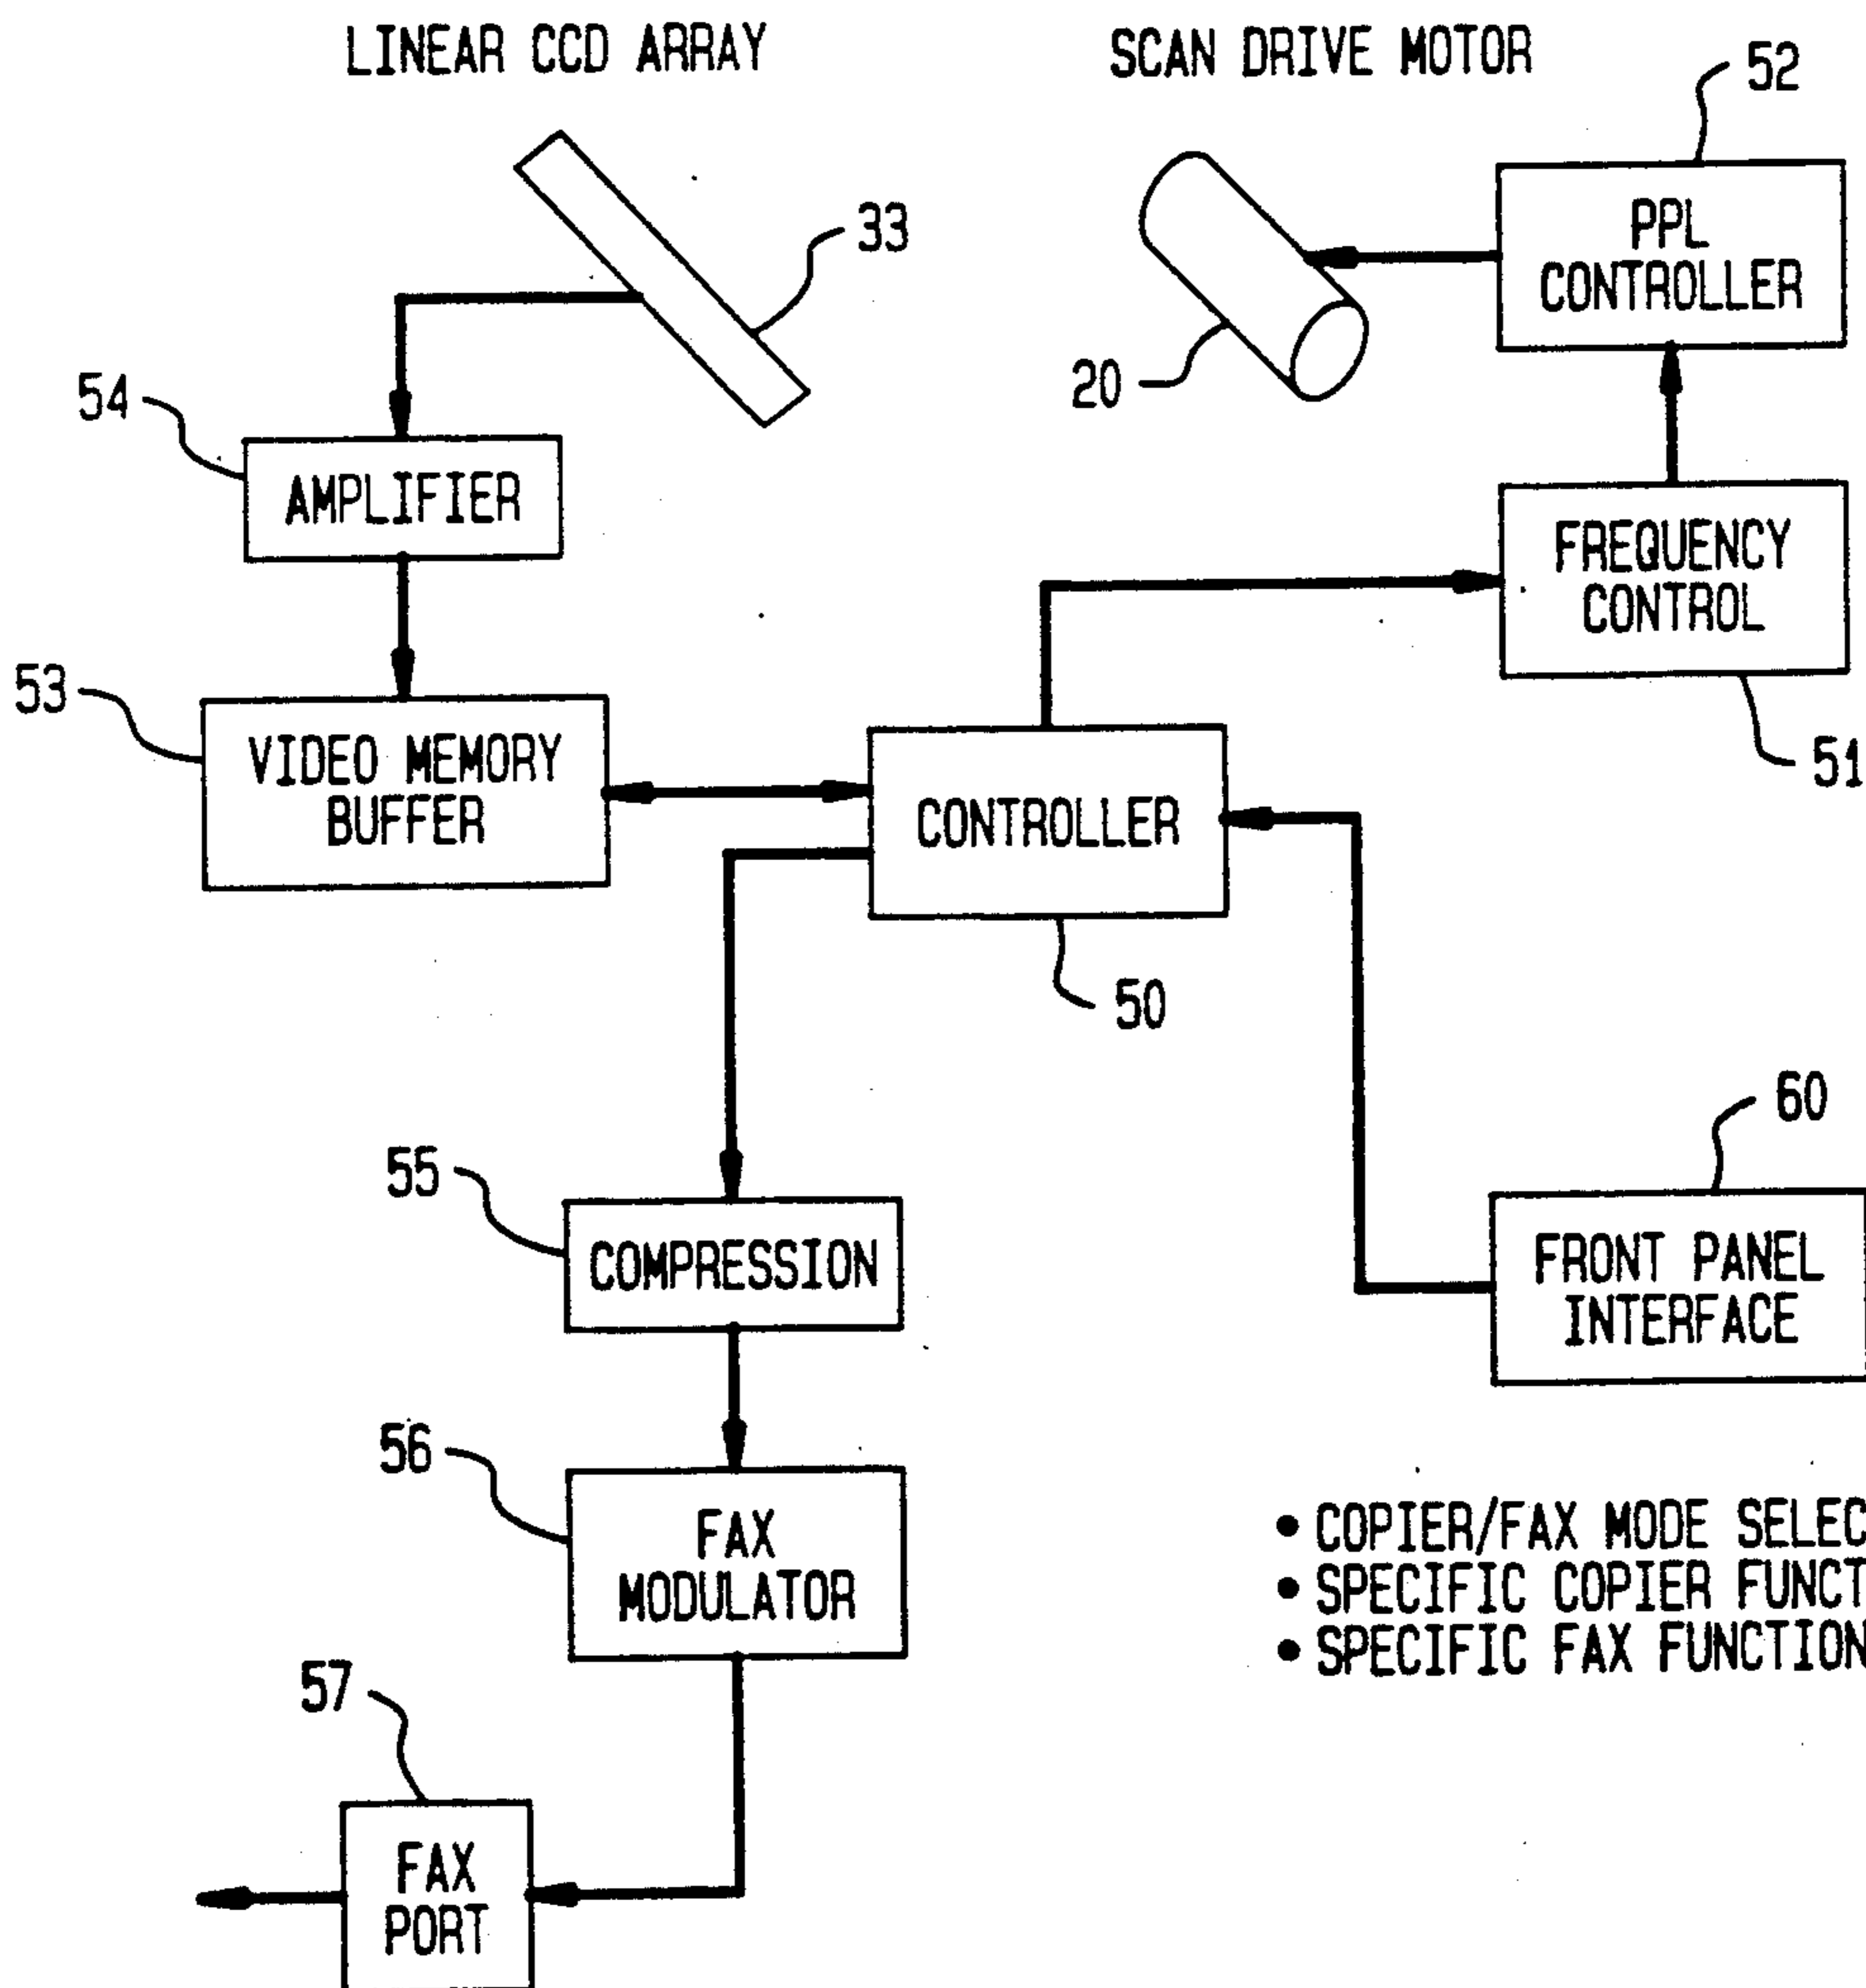 LINEAR CCD ARRAY
SCAN DRIVE MOTOR
52
33
PPL
CONTROLLER
20
54
AMPLIFIER
FREQUENCY
CONTROL
53
VIDEO MEMORY
BUFFER
51
CONTROLLER
50
60
55
COMPRESSION
FRONT PANEL
INTERFACE
56
FAX
MODULATOR
• COPIER/FAX MODE SELEC
• SPECIFIC COPIER FUNCT
• SPECIFIC FAX FUNCTION
57
FAX
PORT